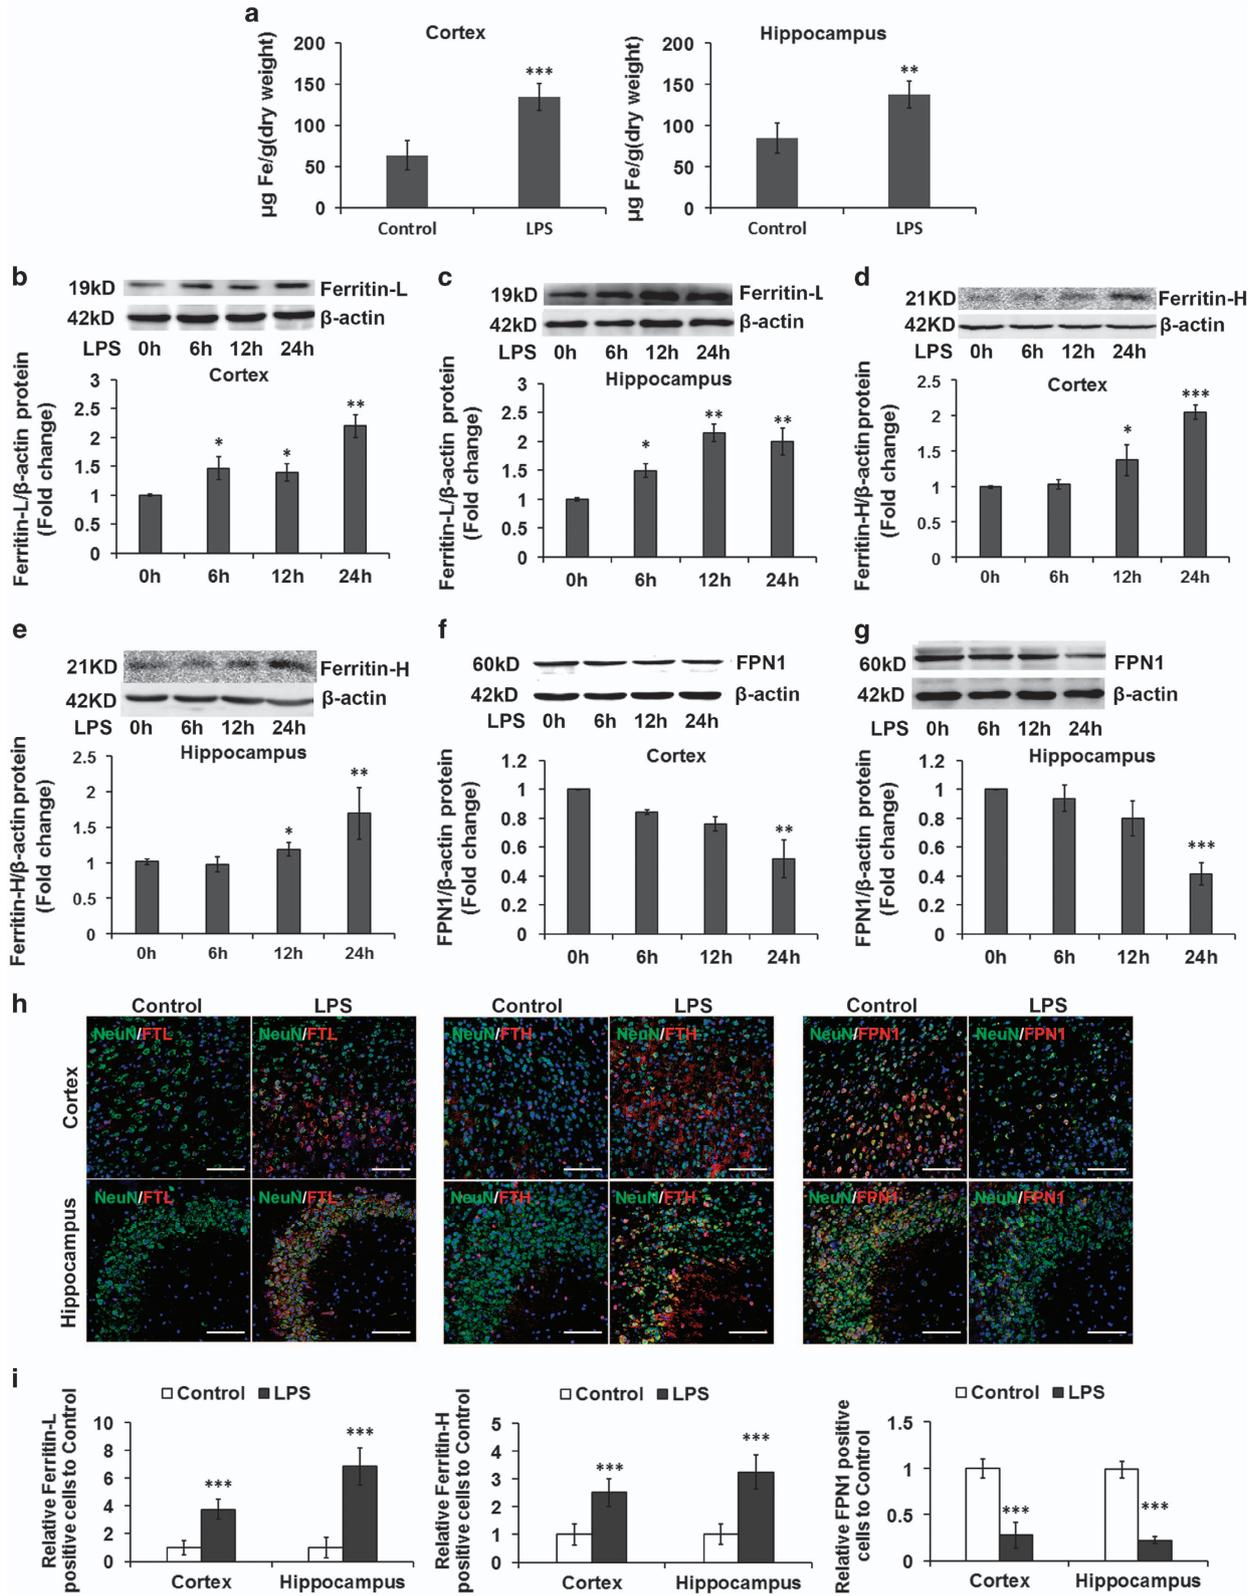 a
Cortex
Hippocampus
µg Fe/g(dry weight)
200
150
100
50
0
***
Control
LPS
µg Fe/g(dry weight)
200
150
100
50
0
**
Control
LPS
b
19kD
Ferritin-L
42kD
β-actin
LPS 0h 6h 12h 24h
Cortex
Ferritin-L/β-actin protein
(Fold change)
3
2.5
2
1.5
1
0.5
0
*
*
**
0h 6h 12h 24h
c
19kD
Ferritin-L
42kD
β-actin
LPS 0h 6h 12h 24h
Hippocampus
Ferritin-L/β-actin protein
(Fold change)
3
2.5
2
1.5
1
0.5
0
*
**
**
0h 6h 12h 24h
d
21KD
Ferritin-H
42KD
β-actin
LPS 0h 6h 12h 24h
Cortex
Ferritin-H/β-actin protein
(Fold change)
2.5
2
1.5
1
0.5
0
*
***
0h 6h 12h 24h
e
21KD
Ferritin-H
42KD
β-actin
LPS 0h 6h 12h 24h
Hippocampus
Ferritin-H/β-actin protein
(Fold change)
2.5
2
1.5
1
0.5
0
*
**
0h 6h 12h 24h
f
60kD
FPN1
42kD
β-actin
LPS 0h 6h 12h 24h
Cortex
FPN1/β-actin protein
(Fold change)
1.2
1
0.8
0.6
0.4
0.2
0
**
0h 6h 12h 24h
g
60kD
FPN1
42kD
β-actin
LPS 0h 6h 12h 24h
Hippocampus
FPN1/β-actin protein
(Fold change)
1.2
1
0.8
0.6
0.4
0.2
0
***
0h 6h 12h 24h
h
Control LPS Control LPS Control LPS
Cortex
NeuN/FTL NeuN/FTL NeuN/FTH NeuN/FTH NeuN/FPN1 NeuN/FPN1
Hippocampus
NeuN/FTL NeuN/FTL NeuN/FTH NeuN/FTH NeuN/FPN1 NeuN/FPN1
i
Control LPS
Relative Ferritin-L
positive cells to Control
10
8
6
4
2
0
***
***
Cortex Hippocampus
Control LPS
Relative Ferritin-H
positive cells to Control
5
4
3
2
1
0
***
***
Cortex Hippocampus
Control LPS
Relative FPN1 positive
cells to Control
1.5
1
0.5
0
***
***
Cortex Hippocampus